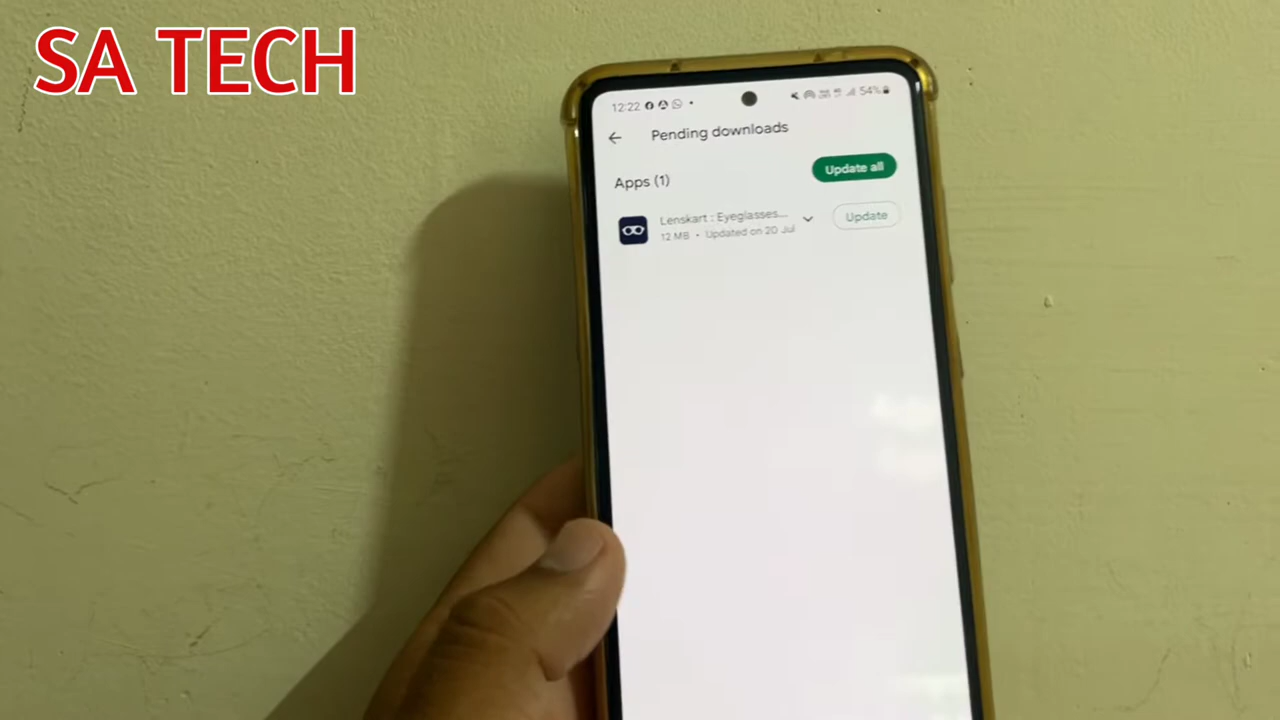 SA TECH
12:22
54%
Pending downloads
Apps (1)
Update all
Lenskart : Eyeglasses...
12 MB • Updated on 20 Jul
Update